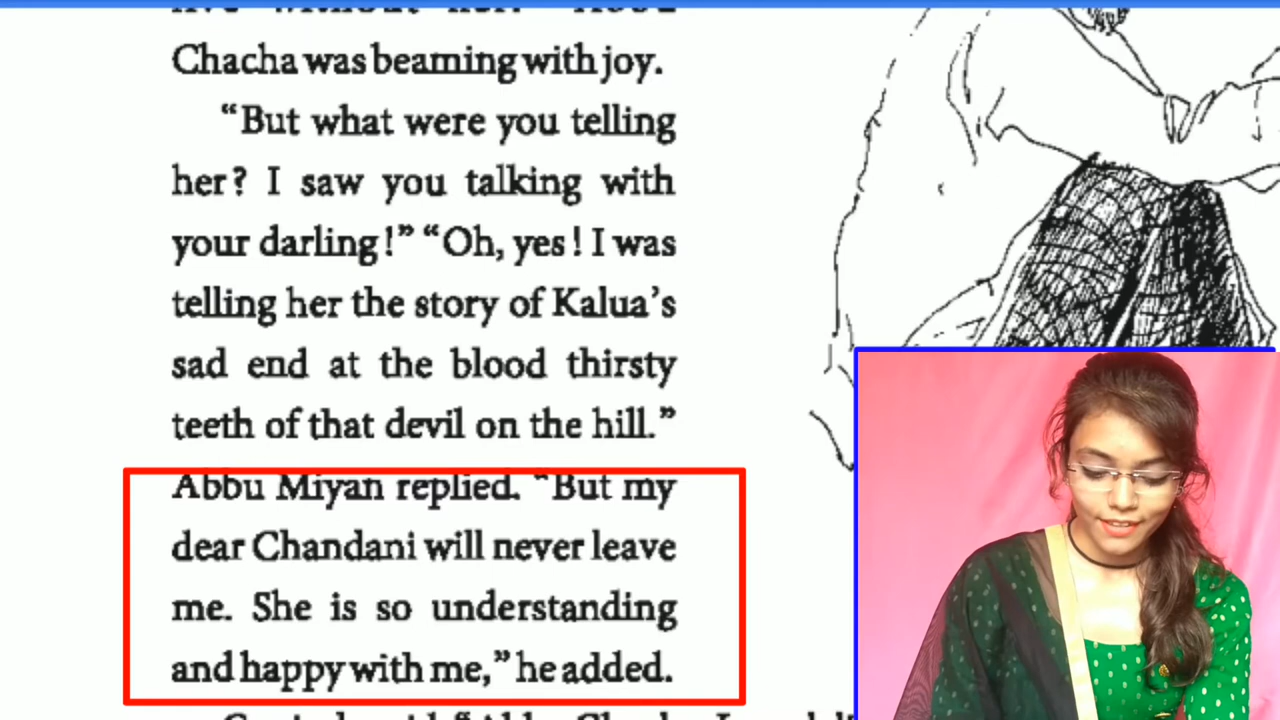 Chacha was beaming with joy.
“But what were you telling
her? I saw you talking with
your darling!” “Oh, yes! I was
telling her the story of Kalua’s
sad end at the blood thirsty
teeth of that devil on the hill.”
Abbu Miyan replied. “But my
dear Chandani will never leave
me. She is so understanding
and happy with me,” he added.